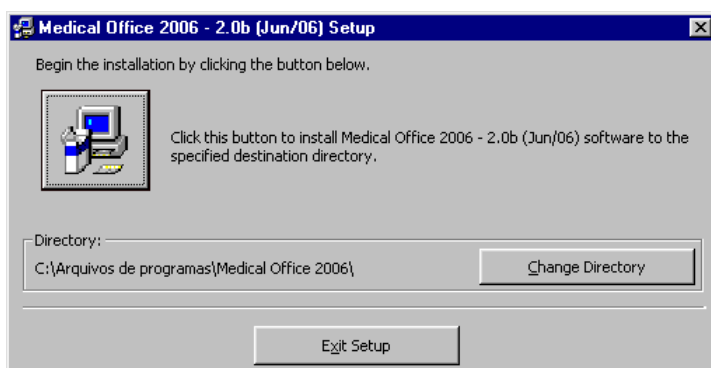 Medical Office 2006 - 2.0b (Jun/06) Setup
Begin the installation by clicking the button below.
Click this button to install Medical Office 2006 - 2.0b (Jun/06) software to the
specified destination directory.
Directory:
C:\Arquivos de programas\Medical Office 2006\
Change Directory
Exit Setup